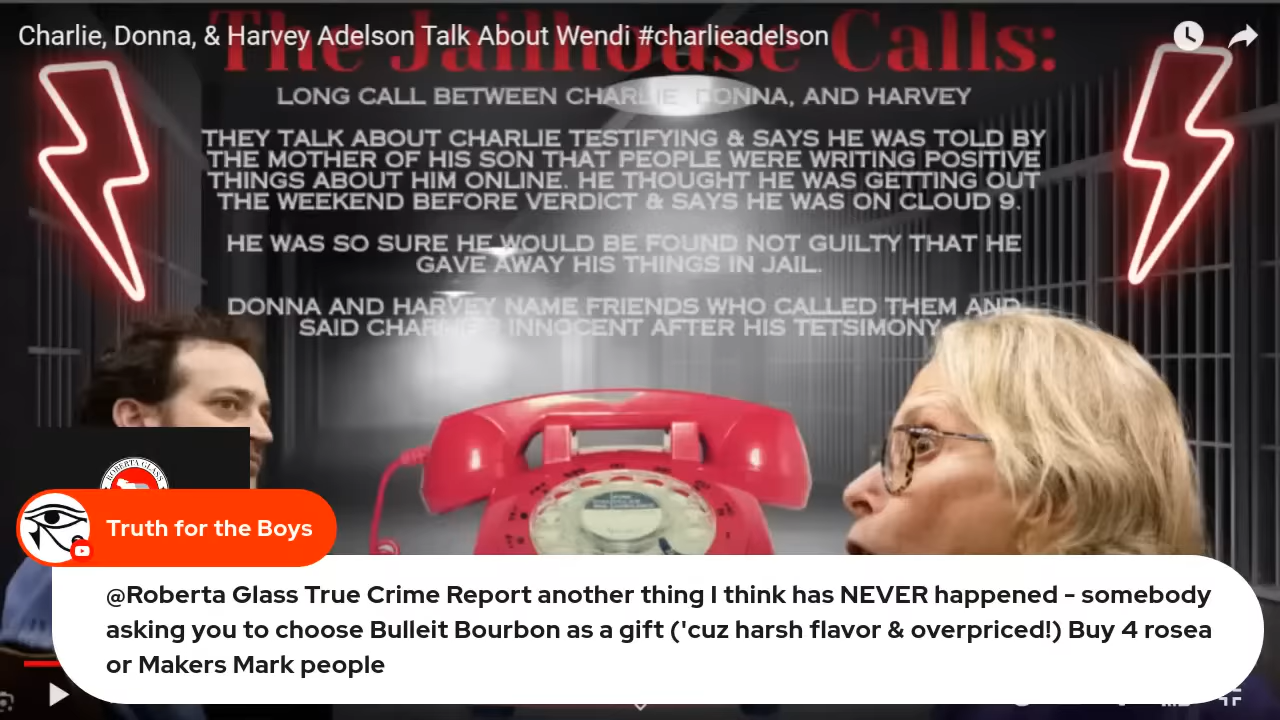 Charlie, Donna, & Harvey Adelson Talk About Wendi #charlieadelson
The Jailhouse Calls:
LONG CALL BETWEEN CHARLIE, DONNA, AND HARVEY
THEY TALK ABOUT CHARLIE TESTIFYING & SAYS HE WAS TOLD BY
THE MOTHER OF HIS SON THAT PEOPLE WERE WRITING POSITIVE
THINGS ABOUT HIM ONLINE. HE THOUGHT HE WAS GETTING OUT
THE WEEKEND BEFORE VERDICT & SAYS HE WAS ON CLOUD 9.
HE WAS SO SURE HE WOULD BE FOUND NOT GUILTY THAT HE
GAVE AWAY HIS THINGS IN JAIL.
DONNA AND HARVEY NAME FRIENDS WHO CALLED THEM AND
SAID CHARLIE'S INNOCENT AFTER HIS TETSIMONY.
ROBERTA GLASS
Truth for the Boys
@Roberta Glass True Crime Report another thing I think has NEVER happened - somebody
asking you to choose Bulleit Bourbon as a gift ('cuz harsh flavor & overpriced!) Buy 4 rosea
or Makers Mark people